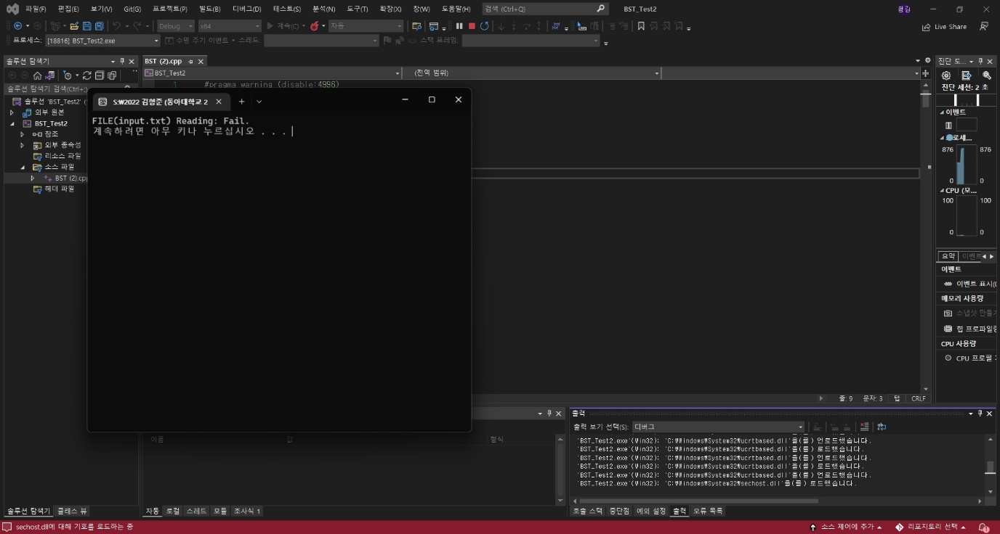 파일(F) 편집(E) 보기(V) Git(G) 프로젝트(P) 빌드(B) 디버그(D) 테스트(S) 분석(N) 도구(T) 확장(X) 창(W) 도움말(H) 검색 (Ctrl+Q) BST_Test2 형김
Debug x64 계속(C) 자동 Live Share
프로세스: [18816] BST_Test2.exe 수명 주기 이벤트 스레드: 스택 프레임:
솔루션 탐색기 BST (2).cpp 진단 도...
BST_Test2 (전역 범위)
솔루션 탐색기 검색(Ctrl+;)
1 #pragma warning (disable:4996)
진단 세션: 2 초
솔루션 'BST_Test2'
외부 원본
BST_Test2
참조
외부 종속성
리소스 파일
소스 파일
BST (2).cpp
헤더 파일
S:₩2022 김형준 (동아대학교 2
FILE(input.txt) Reading: Fail.
계속하려면 아무 키나 누르십시오 . . .
이벤트
876 876
0 0
CPU (모...
100 100
0 0
요약 이벤트
이벤트
이벤트 표시(
메모리 사용량
스냅샷 만들기
힙 프로파일링
CPU 사용량
CPU 프로필
줄: 9 문자: 3 탭 CRLF
이름 값 형식
출력
출력 보기 선택(S): 디버그
'BST_Test2.exe'(Win32): 'C:₩Windows₩System32₩ucrtbased.dll'을(를) 언로드했습니다.
'BST_Test2.exe'(Win32): 'C:₩Windows₩System32₩ucrtbased.dll'을(를) 로드했습니다.
'BST_Test2.exe'(Win32): 'C:₩Windows₩System32₩ucrtbased.dll'을(를) 언로드했습니다.
'BST_Test2.exe'(Win32): 'C:₩Windows₩System32₩ucrtbased.dll'을(를) 로드했습니다.
'BST_Test2.exe'(Win32): 'C:₩Windows₩System32₩ucrtbased.dll'을(를) 언로드했습니다.
'BST_Test2.exe'(Win32): 'C:₩Windows₩System32₩sechost.dll'을(를) 로드했습니다.
솔루션 탐색기 클래스 뷰 자동 로컬 스레드 모듈 조사식 1 호출 스택 중단점 예외 설정 출력 오류 목록
sechost.dll에 대해 기호를 로드하는 중 소스 제어에 추가 리포지토리 선택 1